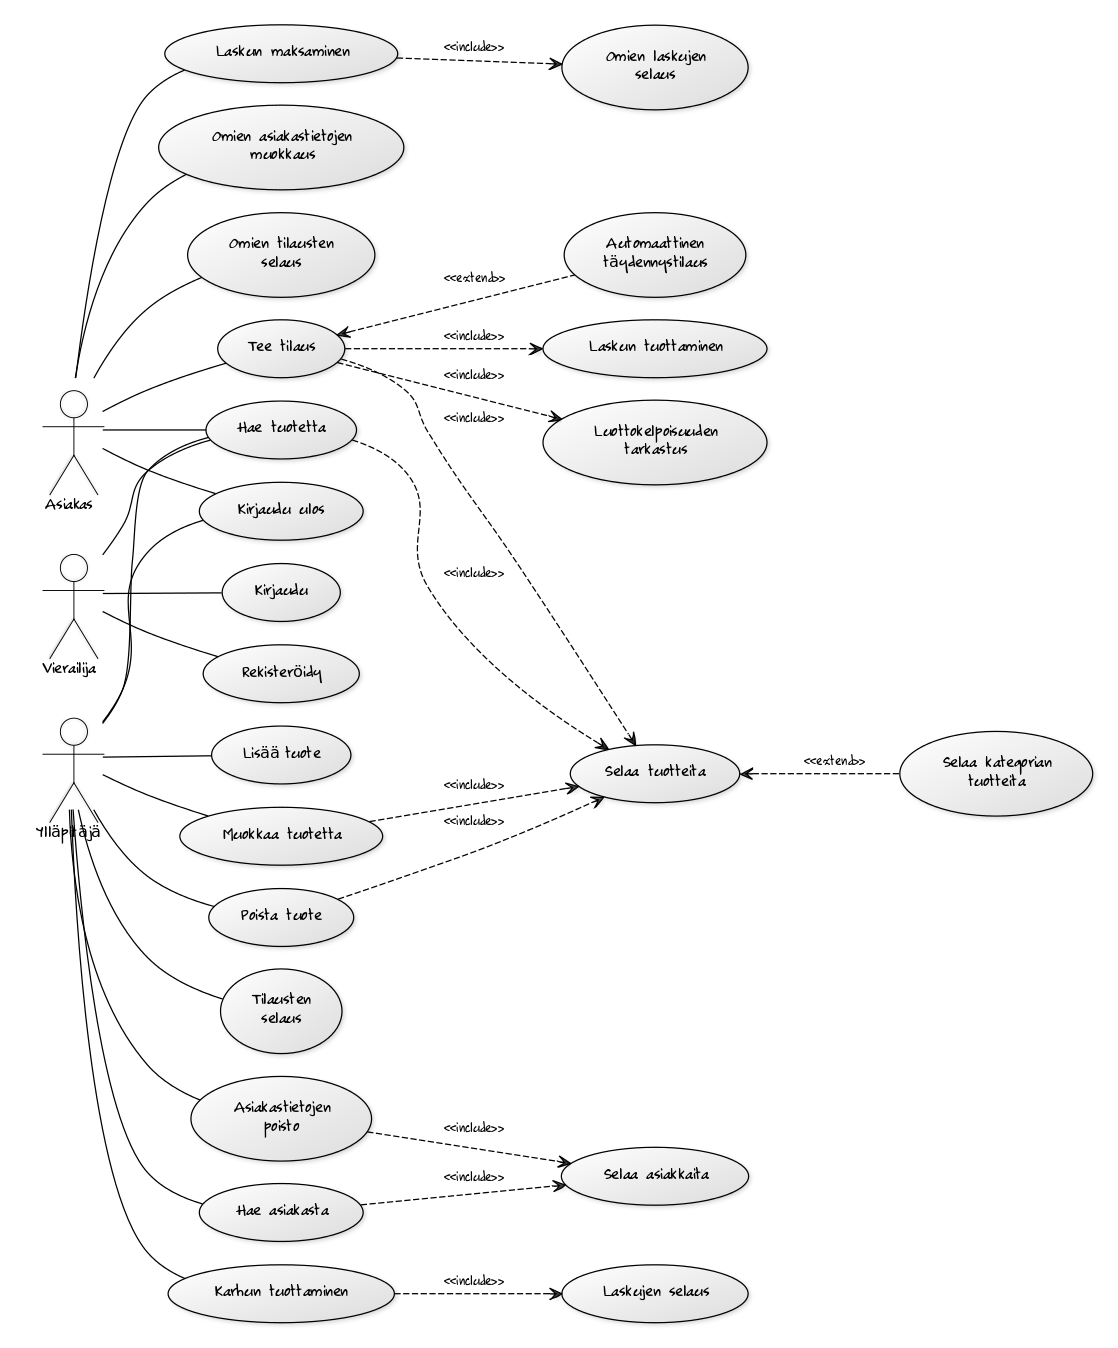 Laskun maksaminen
<<include>>
Omien laskujen
selaus
Omien asiakastietojen
muokkaus
Omien tilausten
selaus
Automaattinen
täydennystilaus
<<extend>>
Tee tilaus
<<include>>
Laskun tuottaminen
<<include>>
<<include>>
Luottokelpoisuuden
tarkastus
Hae tuotetta
Asiakas
Kirjaudu ulos
<<include>>
Kirjaudu
Vierailija
Rekisteröidy
Lisää tuote
Selaa tuotteita
<<extend>>
Selaa kategorian
tuotteita
<<include>>
<<include>>
Ylläpitäjä
Muokkaa tuotetta
Poista tuote
Tilausten
selaus
Asiakastietojen
poisto
<<include>>
Selaa asiakkaita
<<include>>
Hae asiakasta
Karhun tuottaminen
<<include>>
Laskujen selaus